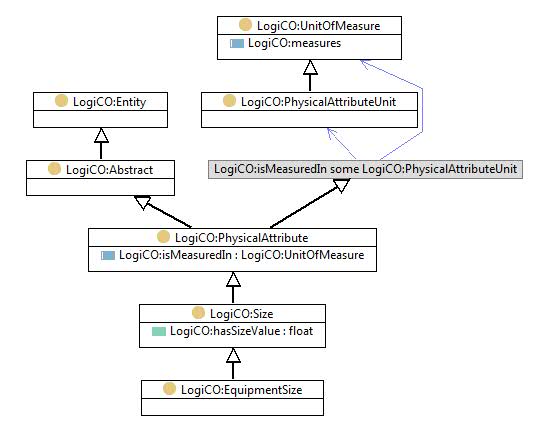 LogiCO:UnitOfMeasure
LogiCO:measures
LogiCO:Entity
LogiCO:PhysicalAttributeUnit
LogiCO:Abstract
LogiCO:isMeasuredIn some LogiCO:PhysicalAttributeUnit
LogiCO:PhysicalAttribute
LogiCO:isMeasuredIn : LogiCO:UnitOfMeasure
LogiCO:Size
LogiCO:hasSizeValue : float
LogiCO:EquipmentSize